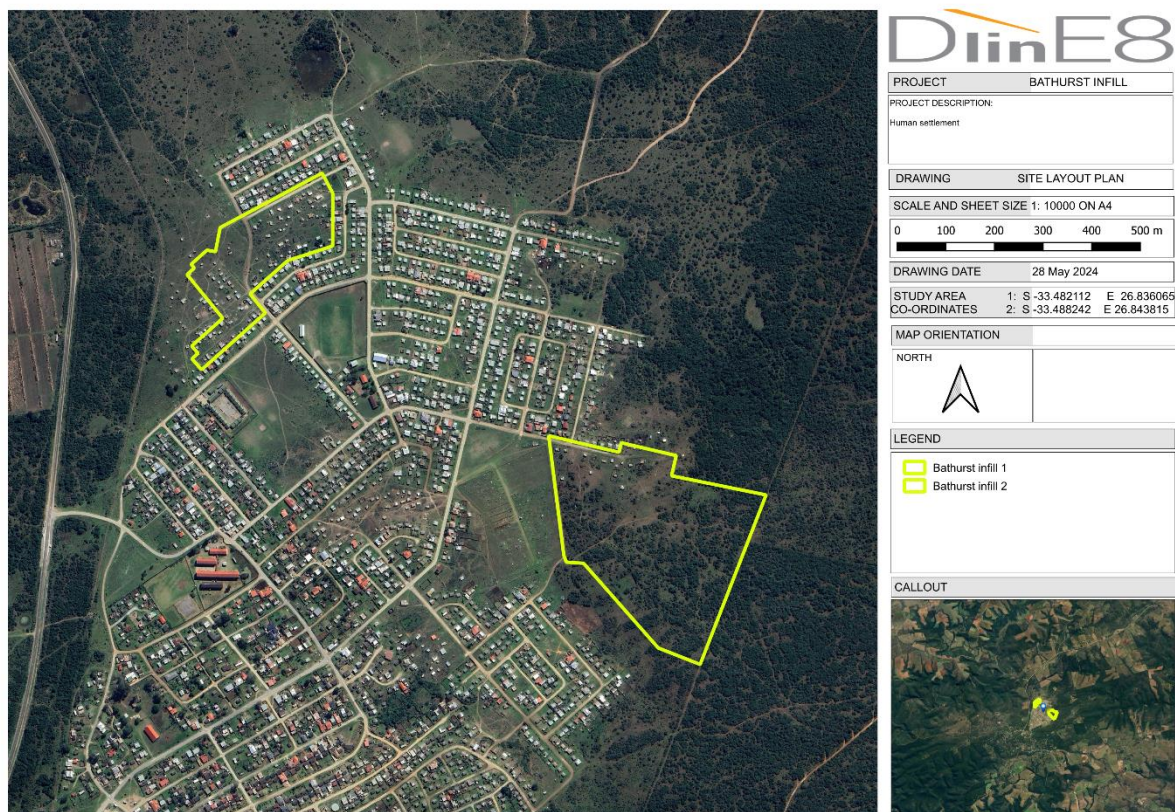 DlinE8
PROJECT BATHURST INFILL
PROJECT DESCRIPTION:
Human settlement
DRAWING SITE LAYOUT PLAN
SCALE AND SHEET SIZE 1: 10000 ON A4
0 100 200 300 400 500 m
DRAWING DATE 28 May 2024
STUDY AREA 1: S -33.482112 E 26.836065
CO-ORDINATES 2: S -33.488242 E 26.843815
MAP ORIENTATION
NORTH
LEGEND
Bathurst infill 1
Bathurst infill 2
CALLOUT